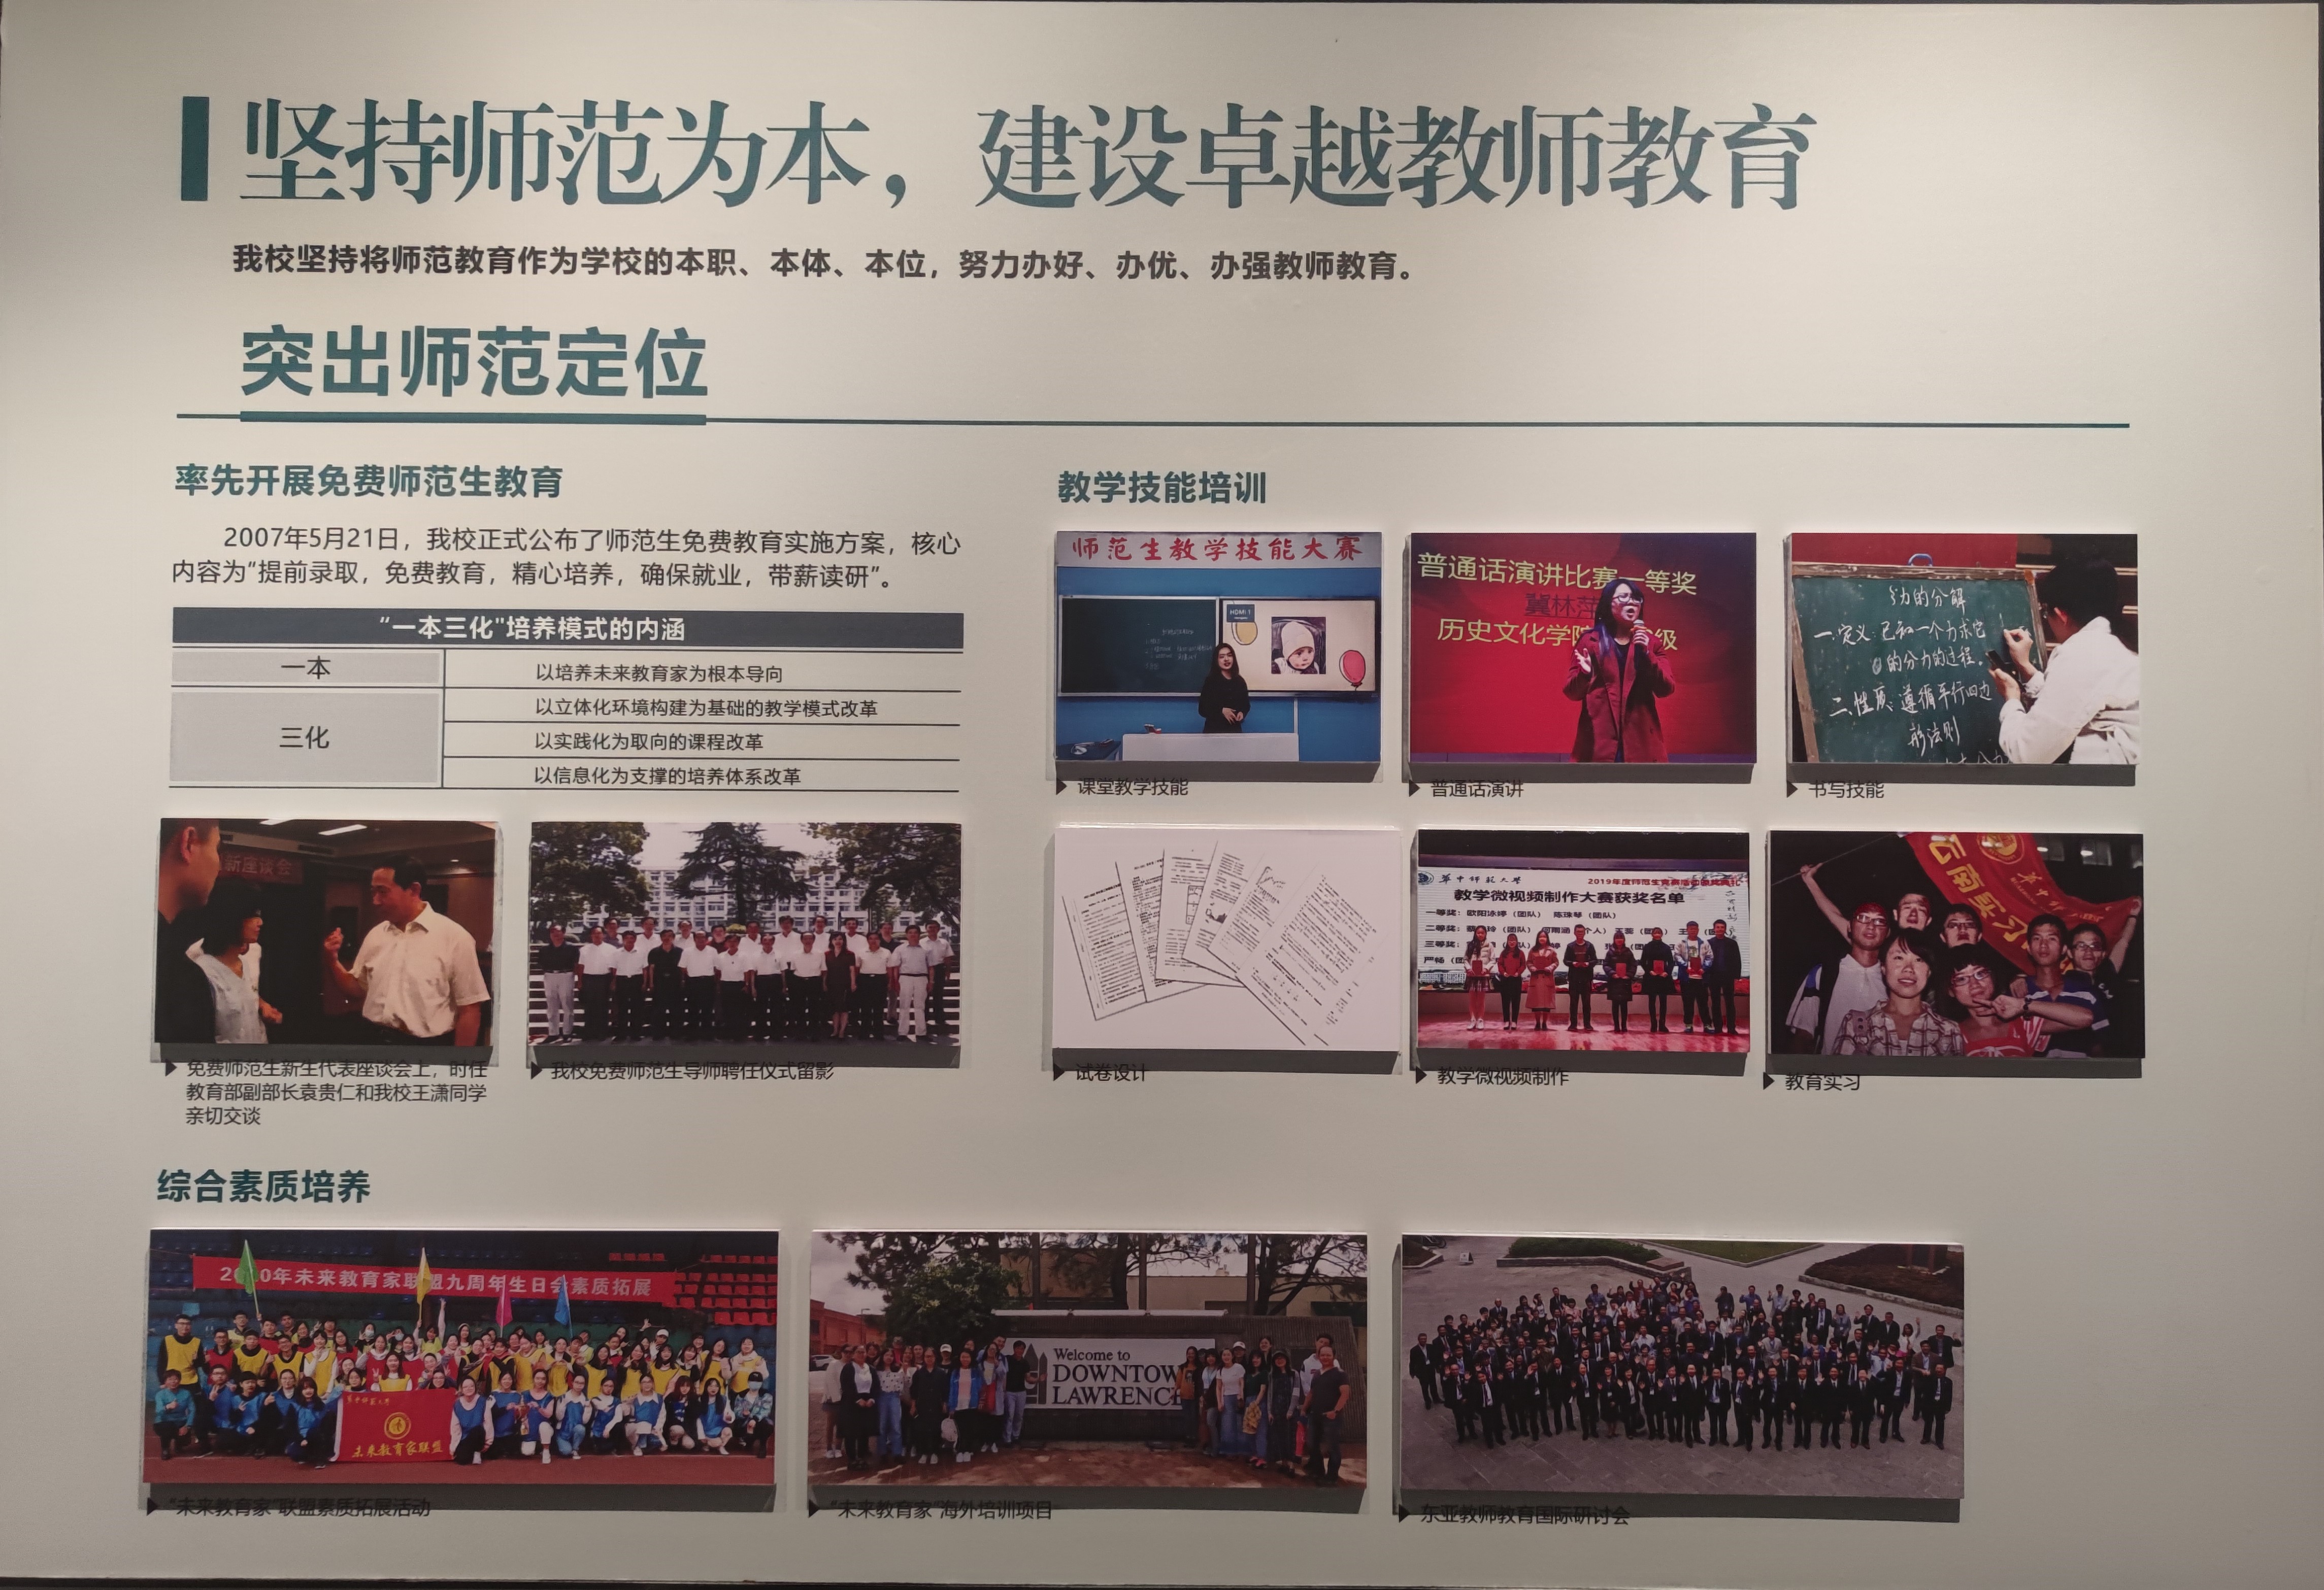 坚持师范为本，建设卓越教师教育
我校坚持将师范教育作为学校的本职、本体、本位，努力办好、办优、办强教师教育。
突出师范定位
率先开展免费师范生教育
2007年5月21日，我校正式公布了师范生免费教育实施方案，核心
内容为"提前录取，免费教育，精心培养，确保就业，带薪读研"。
"一本三化"培养模式的内涵
一本
以培养未来教育家为根本导向
三化
以立体化环境构建为基础的教学模式改革
以实践化为取向的课程改革
以信息化为支撑的培养体系改革
新座谈会
免费师范生新生代表座谈会上，时任
教育部副部长袁贵仁和我校王潇同学
亲切交谈
我校免费师范生导师聘任仪式留影
教学技能培训
师范生教学技能大赛
HDMI 1
课堂教学技能
普通话演讲比赛一等奖
冀林萍
历史文化学院 级
普通话演讲
力的分解
一.定义:已知一个力求它
的分力的过程。
二.性质:遵循平行四边
形法则
书写技能
试卷设计
华中师范大学
2019年度师范生竞赛活动颁奖典礼
教学微视频制作大赛获奖名单
一等奖：欧阳泳婷（团队） 陈珠琴（团队）
二等奖：
三等奖：
教学微视频制作
云南实习
教育实习
综合素质培养
2020年未来教育家联盟九周年生日会素质拓展
华中师范大学
未来教育家联盟
"未来教育家"联盟素质拓展活动
Welcome to
DOWNTOW
LAWRENCE
"未来教育家"海外培训项目
东亚教师教育国际研讨会